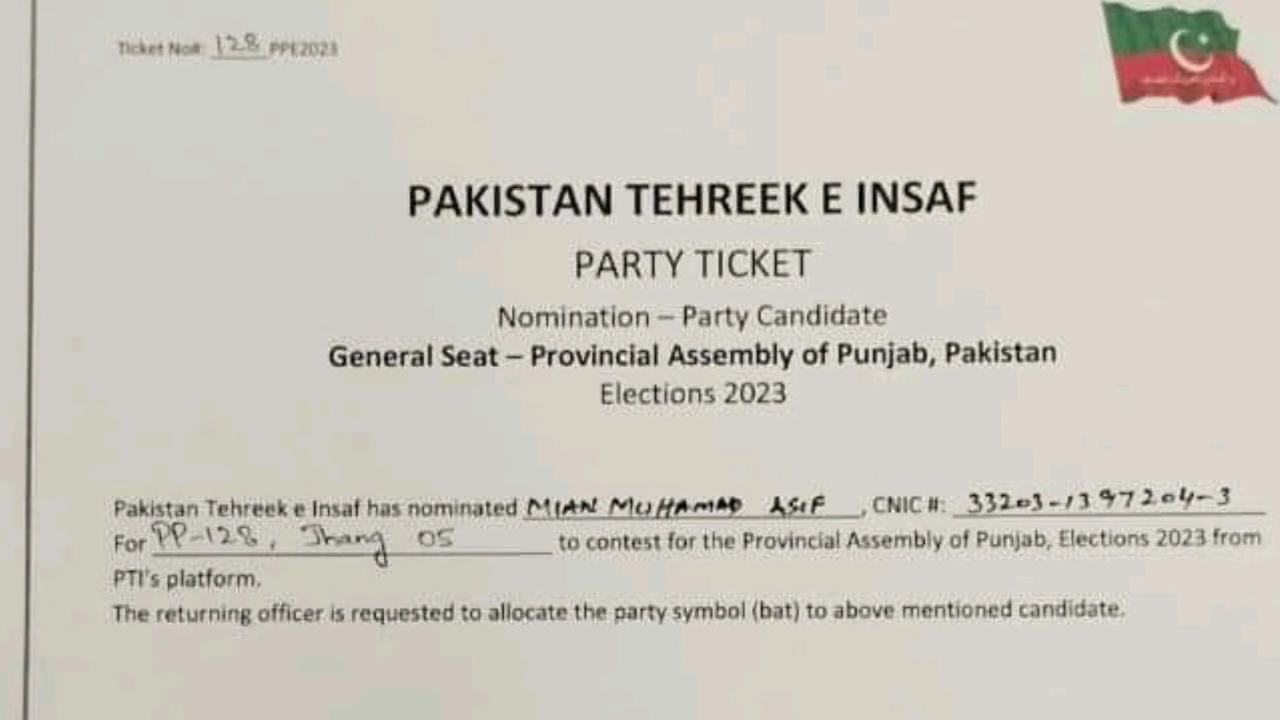 Ticket No#: 128 PPE2023
PAKISTAN TEHREEK E INSAF
PARTY TICKET
Nomination – Party Candidate
General Seat – Provincial Assembly of Punjab, Pakistan
Elections 2023
Pakistan Tehreek e Insaf has nominated MIAN MUHAMAD ASIF, CNIC #: 33203-1397204-3
For PP-128, Jhang 05 to contest for the Provincial Assembly of Punjab, Elections 2023 from
PTI's platform.
The returning officer is requested to allocate the party symbol (bat) to above mentioned candidate.